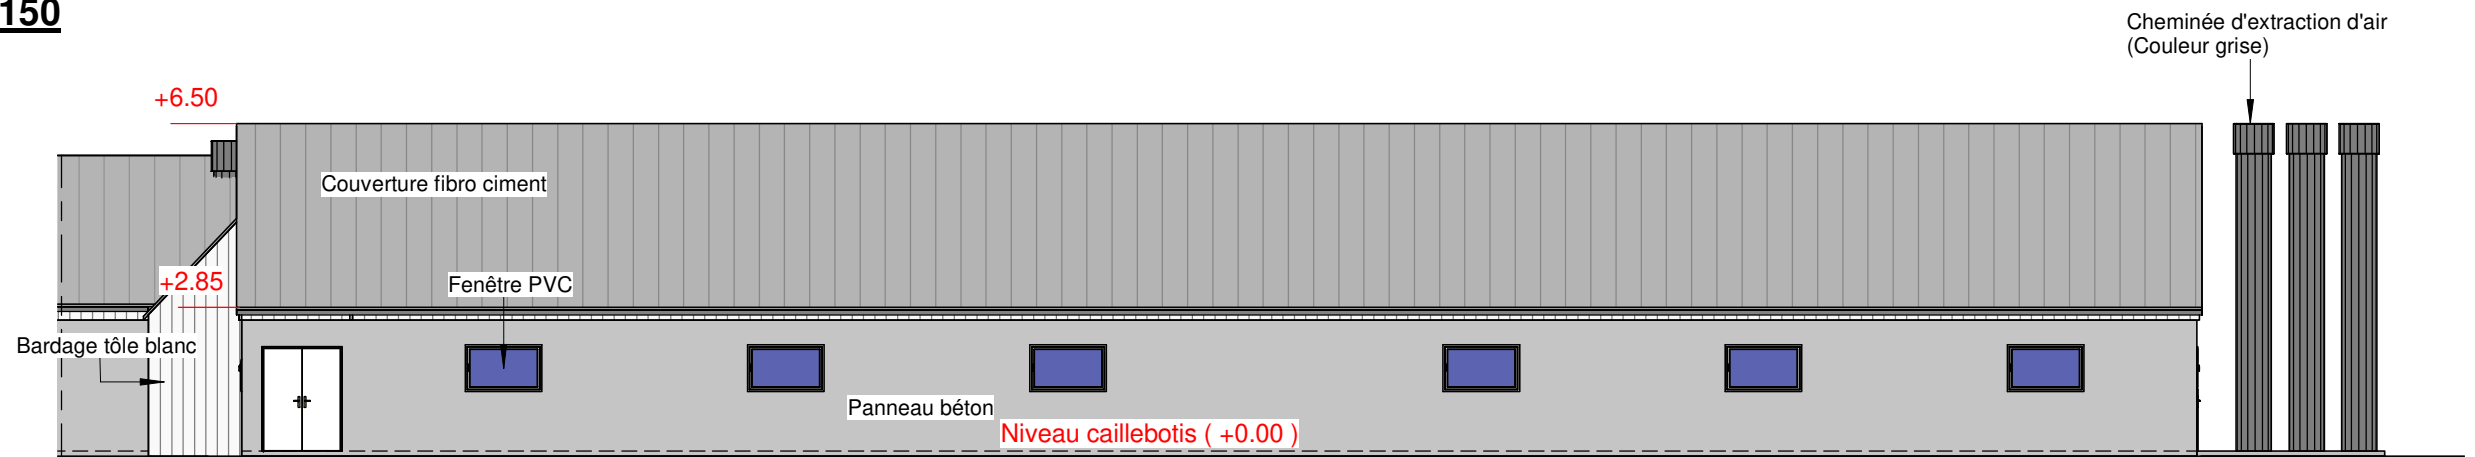 150
Cheminée d'extraction d'air
(Couleur grise)
+6.50
Couverture fibro ciment
+2.85
Fenêtre PVC
Bardage tôle blanc
Panneau béton
Niveau caillebotis ( +0.00 )